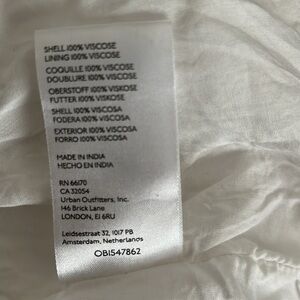 SHELL 100% VISCOSE
LINING 100% VISCOSE
COQUILLE 100% VISCOSE
DOUBLURE 100% VISCOSE
OBERSTOFF 100% VISKOSE
FUTTER 100% VISKOSE
SHELL 100% VISCOSA
FODERA 100% VISCOSA
EXTERIOR 100% VISCOSA
FORRO 100% VISCOSA
MADE IN INDIA
HECHO EN INDIA
RN 66170
CA 32054
Urban Outfitters, Inc.
146 Brick Lane
LONDON, E1 6RU
Leidsestraat 32, 1017 PB
Amsterdam, Netherlands
OB1547862